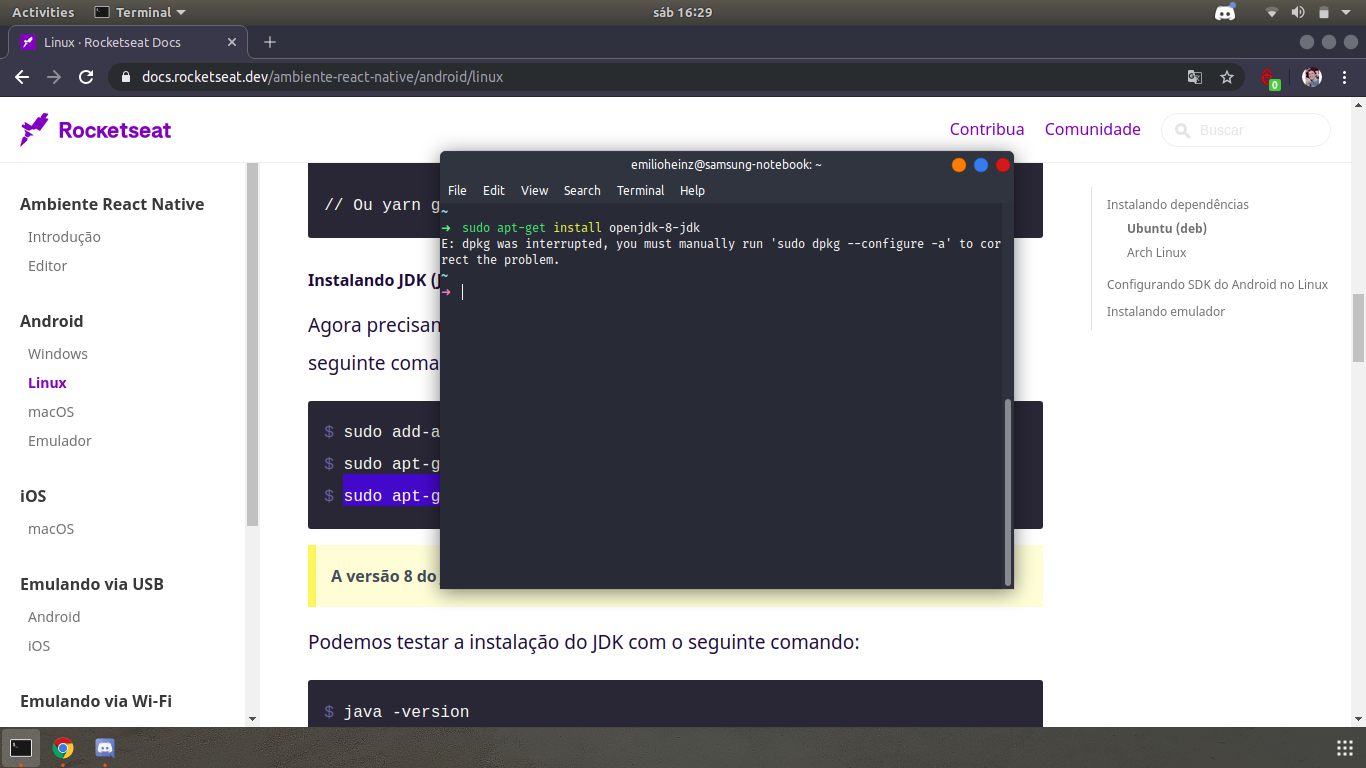 Activities
Terminal
sáb 16:29
Linux · Rocketseat Docs
docs.rocketseat.dev/ambiente-react-native/android/linux
0
Rocketseat
Contribua
Comunidade
Buscar
Ambiente React Native
Introdução
Editor
Android
Windows
Linux
macOS
Emulador
iOS
macOS
Emulando via USB
Android
iOS
Emulando via Wi-Fi
// Ou yarn g
Instalando JDK (
Agora precisam
seguinte coma
$ sudo add-a
$ sudo apt-g
$ sudo apt-g
A versão 8 do
Podemos testar a instalação do JDK com o seguinte comando:
$ java -version
emilioheinz@samsung-notebook: ~
File Edit View Search Terminal Help
~
➜ sudo apt-get install openjdk-8-jdk
E: dpkg was interrupted, you must manually run 'sudo dpkg --configure -a' to cor
rect the problem.
~
➜
Instalando dependências
Ubuntu (deb)
Arch Linux
Configurando SDK do Android no Linux
Instalando emulador